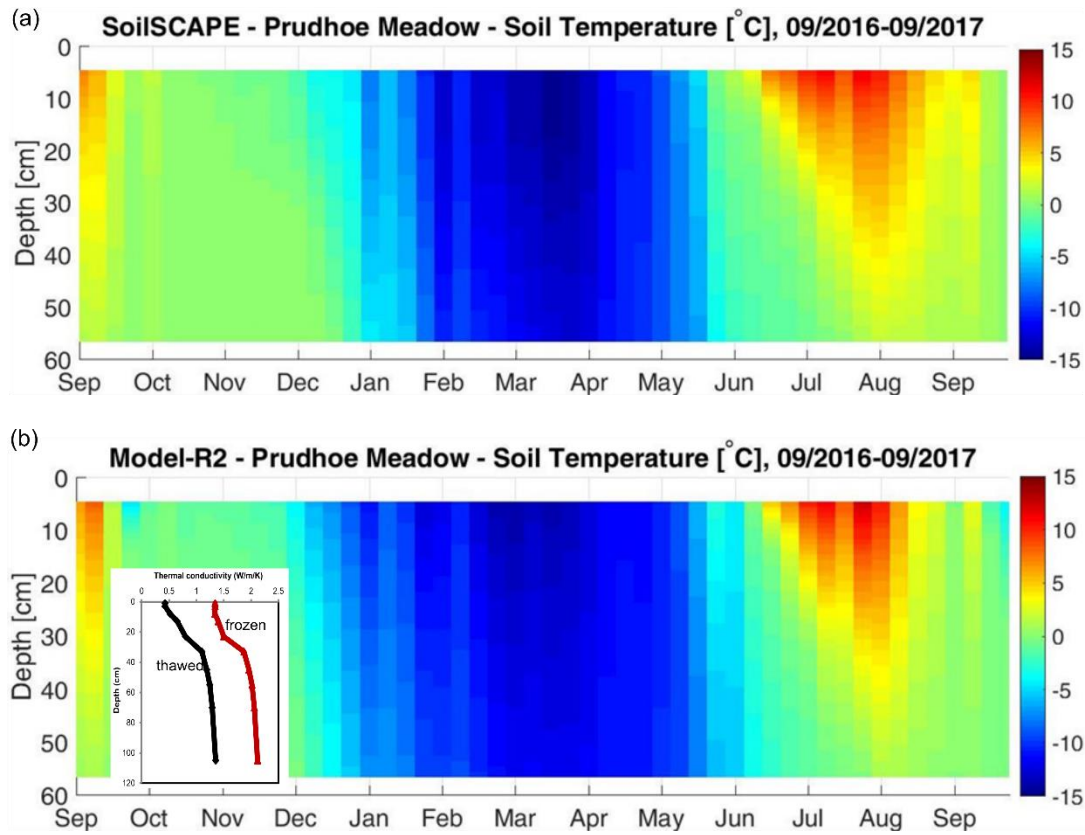 (a)
SoilSCAPE - Prudhoe Meadow - Soil Temperature [°C], 09/2016-09/2017
0
10
20
30
40
50
60
Depth [cm]
Sep Oct Nov Dec Jan Feb Mar Apr May Jun Jul Aug Sep
15
10
5
0
-5
-10
-15
(b)
Model-R2 - Prudhoe Meadow - Soil Temperature [°C], 09/2016-09/2017
0
10
20
30
40
50
60
Depth [cm]
Thermal conductivity (W/m/K)
0 0.5 1 1.5 2 2.5
0
20
40
60
80
100
120
Depth (cm)
frozen
thawed
Sep Oct Nov Dec Jan Feb Mar Apr May Jun Jul Aug Sep
15
10
5
0
-5
-10
-15